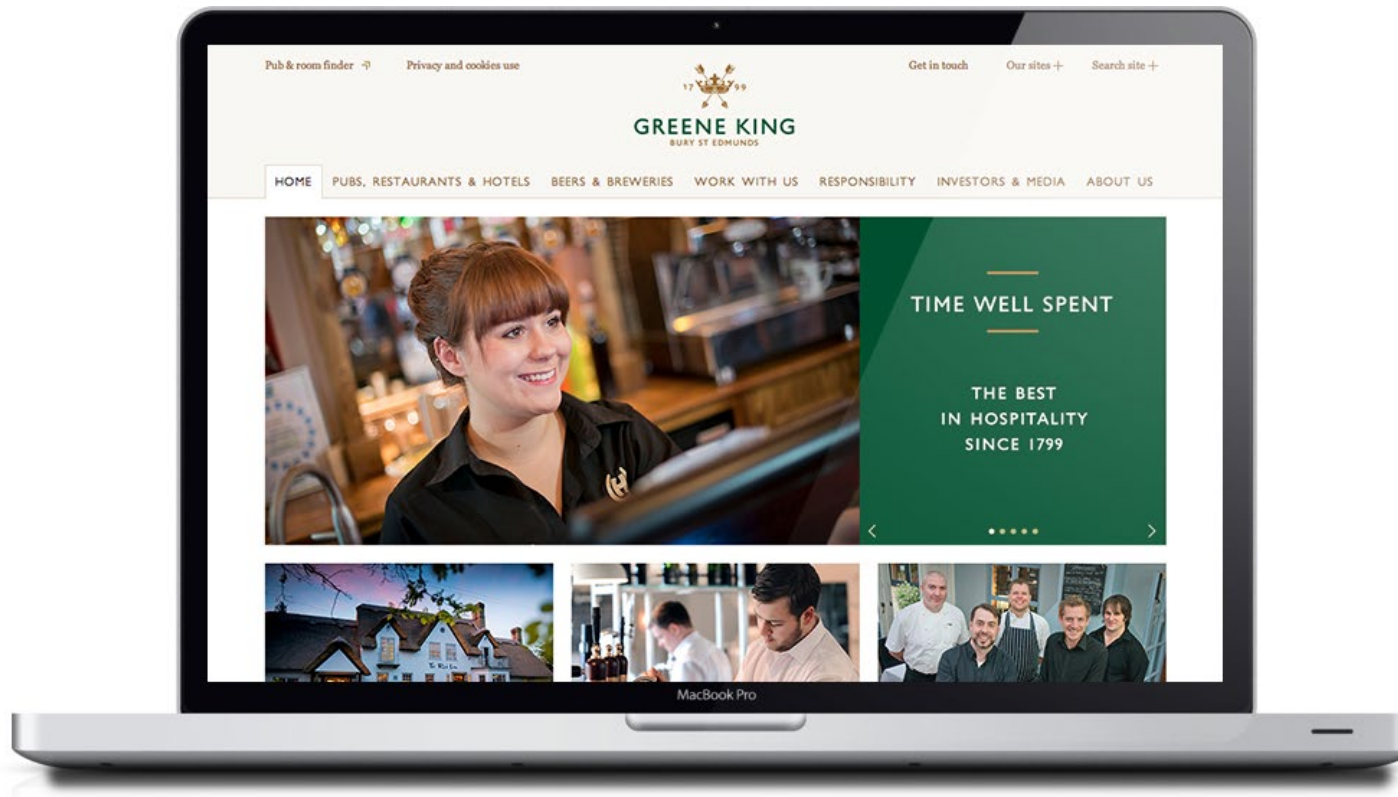 Pub & room finder
Privacy and cookies use
Get in touch
Our sites +
Search site +
17 99
GREENE KING
BURY ST EDMUNDS
HOME
PUBS, RESTAURANTS & HOTELS
BEERS & BREWERIES
WORK WITH US
RESPONSIBILITY
INVESTORS & MEDIA
ABOUT US
TIME WELL SPENT
THE BEST
IN HOSPITALITY
SINCE 1799
MacBook Pro